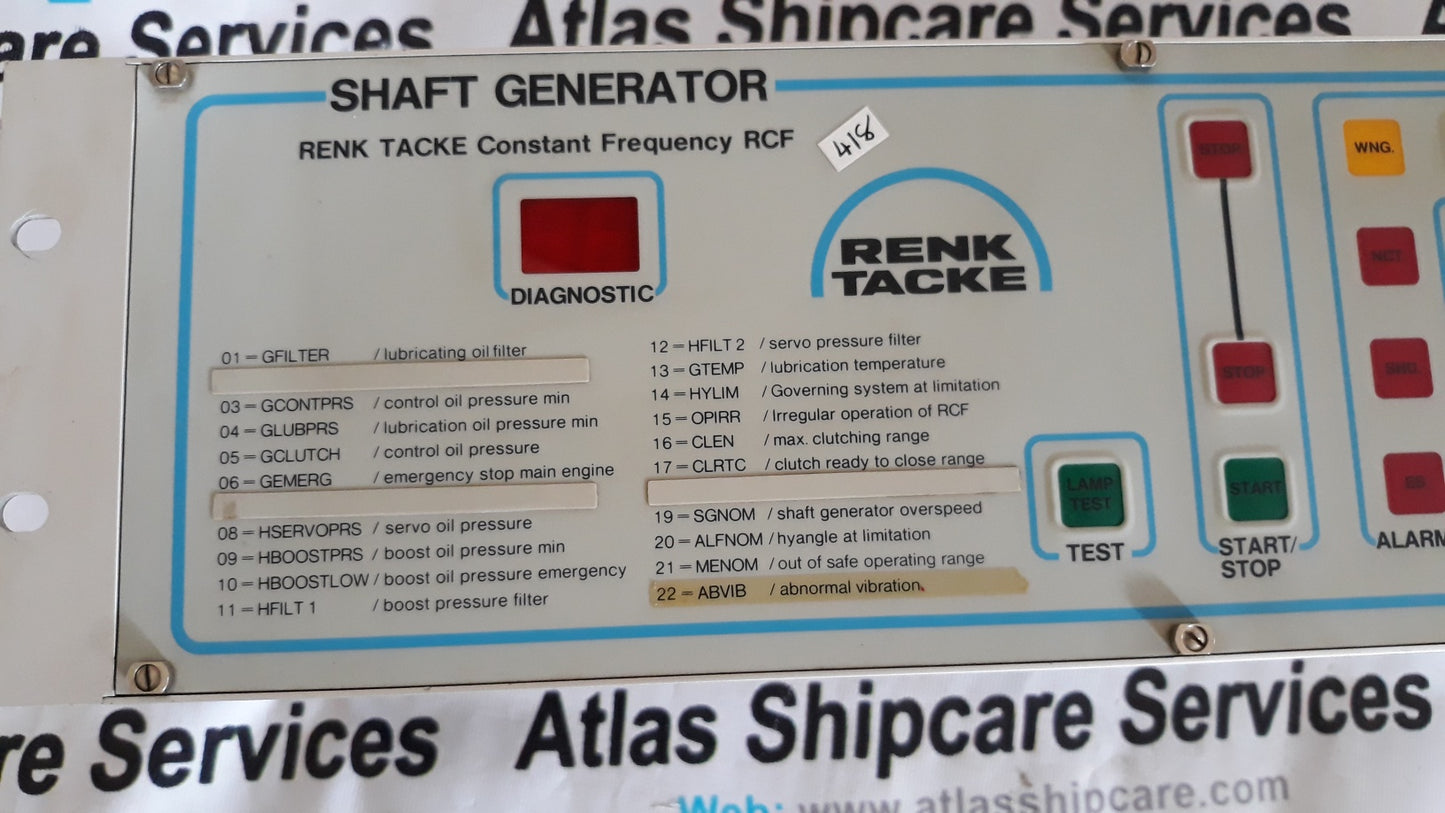 are Services Atlas Shipcare Services
SHAFT GENERATOR
RENK TACKE Constant Frequency RCF
4/8
DIAGNOSTIC
RENK
TACKE
01 = GFILTER / lubricating oil filter
03 = GCONTPRS / control oil pressure min
04 = GLUBPRS / lubrication oil pressure min
05 = GCLUTCH / control oil pressure
06 = GEMERG / emergency stop main engine
08 = HSERVOPRS / servo oil pressure
09 = HBOOSTPRS / boost oil pressure min
10 = HBOOSTLOW / boost oil pressure emergency
11 = HFILT 1 / boost pressure filter
12 = HFILT 2 / servo pressure filter
13 = GTEMP / lubrication temperature
14 = HYLIM / Governing system at limitation
15 = OPIRR / Irregular operation of RCF
16 = CLEN / max. clutching range
17 = CLRTC / clutch ready to close range
19 = SGNOM / shaft generator overspeed
20 = ALFNOM / hyangle at limitation
21 = MENOM / out of safe operating range
22 = ABVIB / abnormal vibration.
LAMP
TEST
TEST
STOP
STOP
START
START/
STOP
WNG.
NCT
SHD.
ES
ALARM
re Services Atlas Shipcare Services
Web: www.atlasshipcare.com